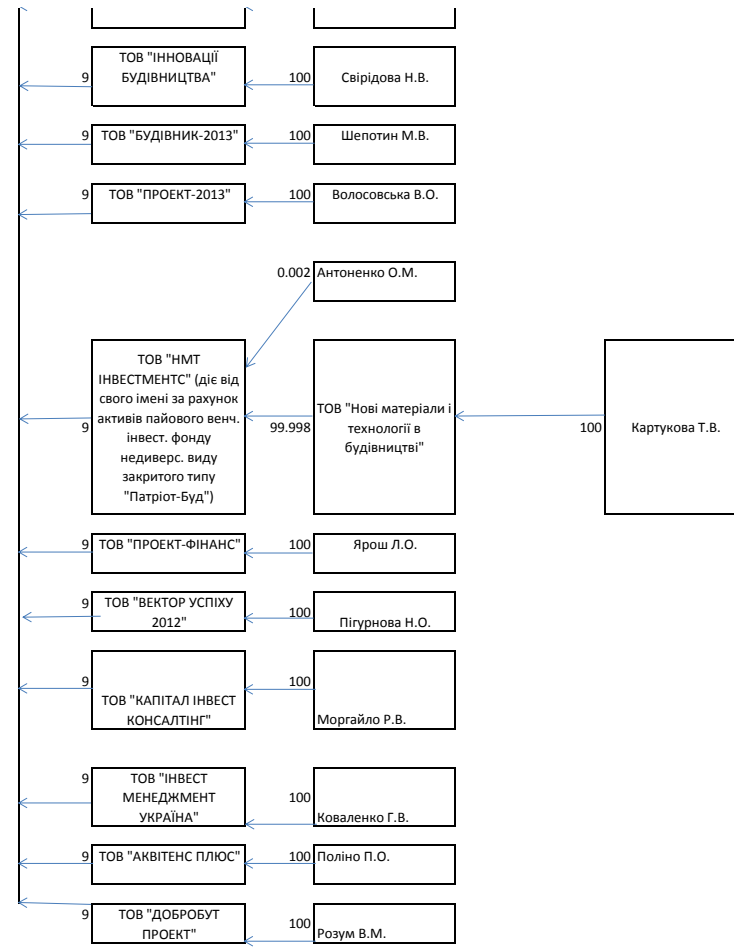 ТОВ "ІННОВАЦІЇ
БУДІВНИЦТВА"
9
100
Свірідова Н.В.
9
ТОВ "БУДІВНИК-2013"
100
Шепотин М.В.
9
ТОВ "ПРОЕКТ-2013"
100
Волосовська В.О.
0.002
Антоненко О.М.
ТОВ "НМТ
ІНВЕСТМЕНТС" (діє від
свого імені за рахунок
активів пайового венч.
інвест. фонду
недиверс. виду
закритого типу
"Патріот-Буд")
9
99.998
ТОВ "Нові матеріали і
технології в
будівництві"
100
Картукова Т.В.
9
ТОВ "ПРОЕКТ-ФІНАНС"
100
Ярош Л.О.
9
ТОВ "ВЕКТОР УСПІХУ
2012"
100
Пігурнова Н.О.
9
ТОВ "КАПІТАЛ ІНВЕСТ
КОНСАЛТІНГ"
100
Моргайло Р.В.
9
ТОВ "ІНВЕСТ
МЕНЕДЖМЕНТ
УКРАЇНА"
100
Коваленко Г.В.
9
ТОВ "АКВІТЕНС ПЛЮС"
100
Поліно П.О.
9
ТОВ "ДОБРОБУТ
ПРОЕКТ"
100
Розум В.М.